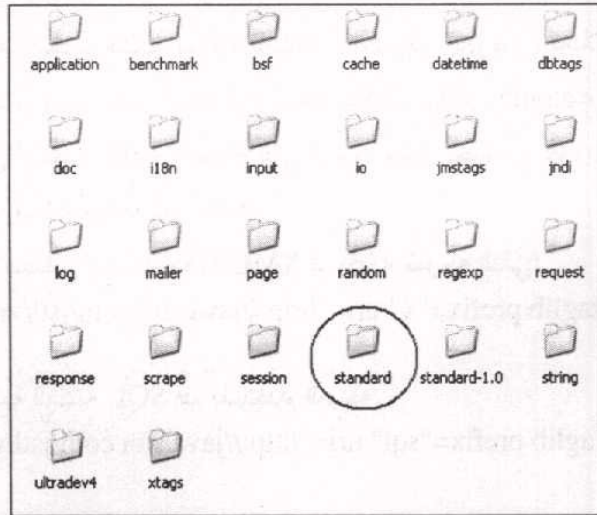 application benchmark bsf cache datetime dbtags
doc i18n input io jmstags jndi
log mailer page random regexp request
response scrape session standard standard-1.0 string
ultradev4 xtags